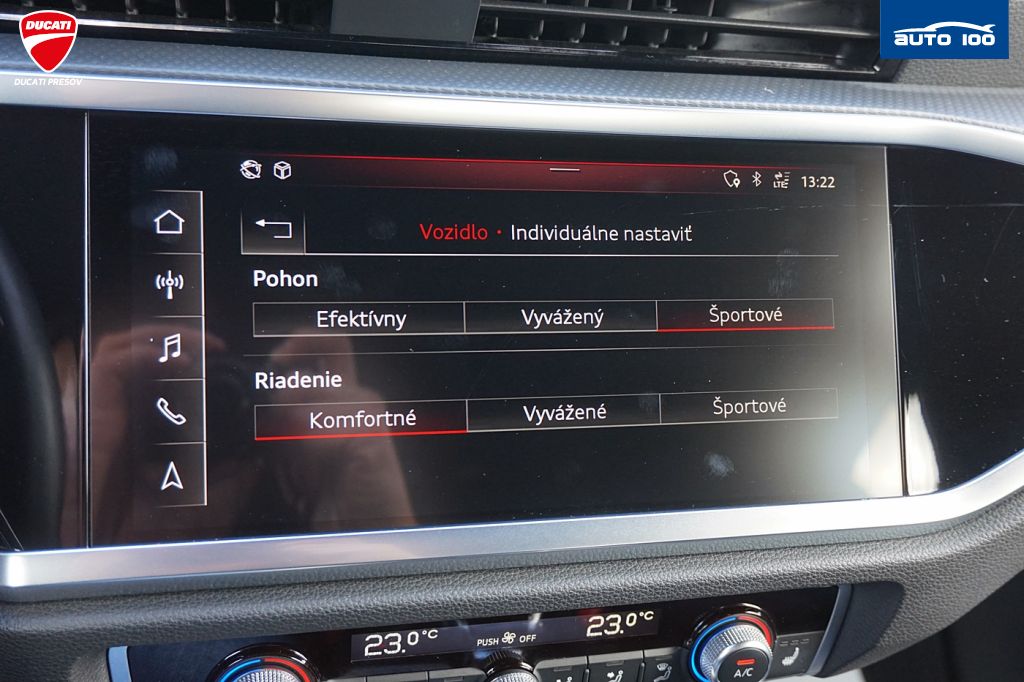 DUCATI
DUCATI PREŠOV
AUTO 100
LTE 13:22
Vozidlo • Individuálne nastaviť
Pohon
Efektívny Vyvážený Športové
Riadenie
Komfortné Vyvážené Športové
23.0 °C PUSH OFF 23.0 °C
A/C